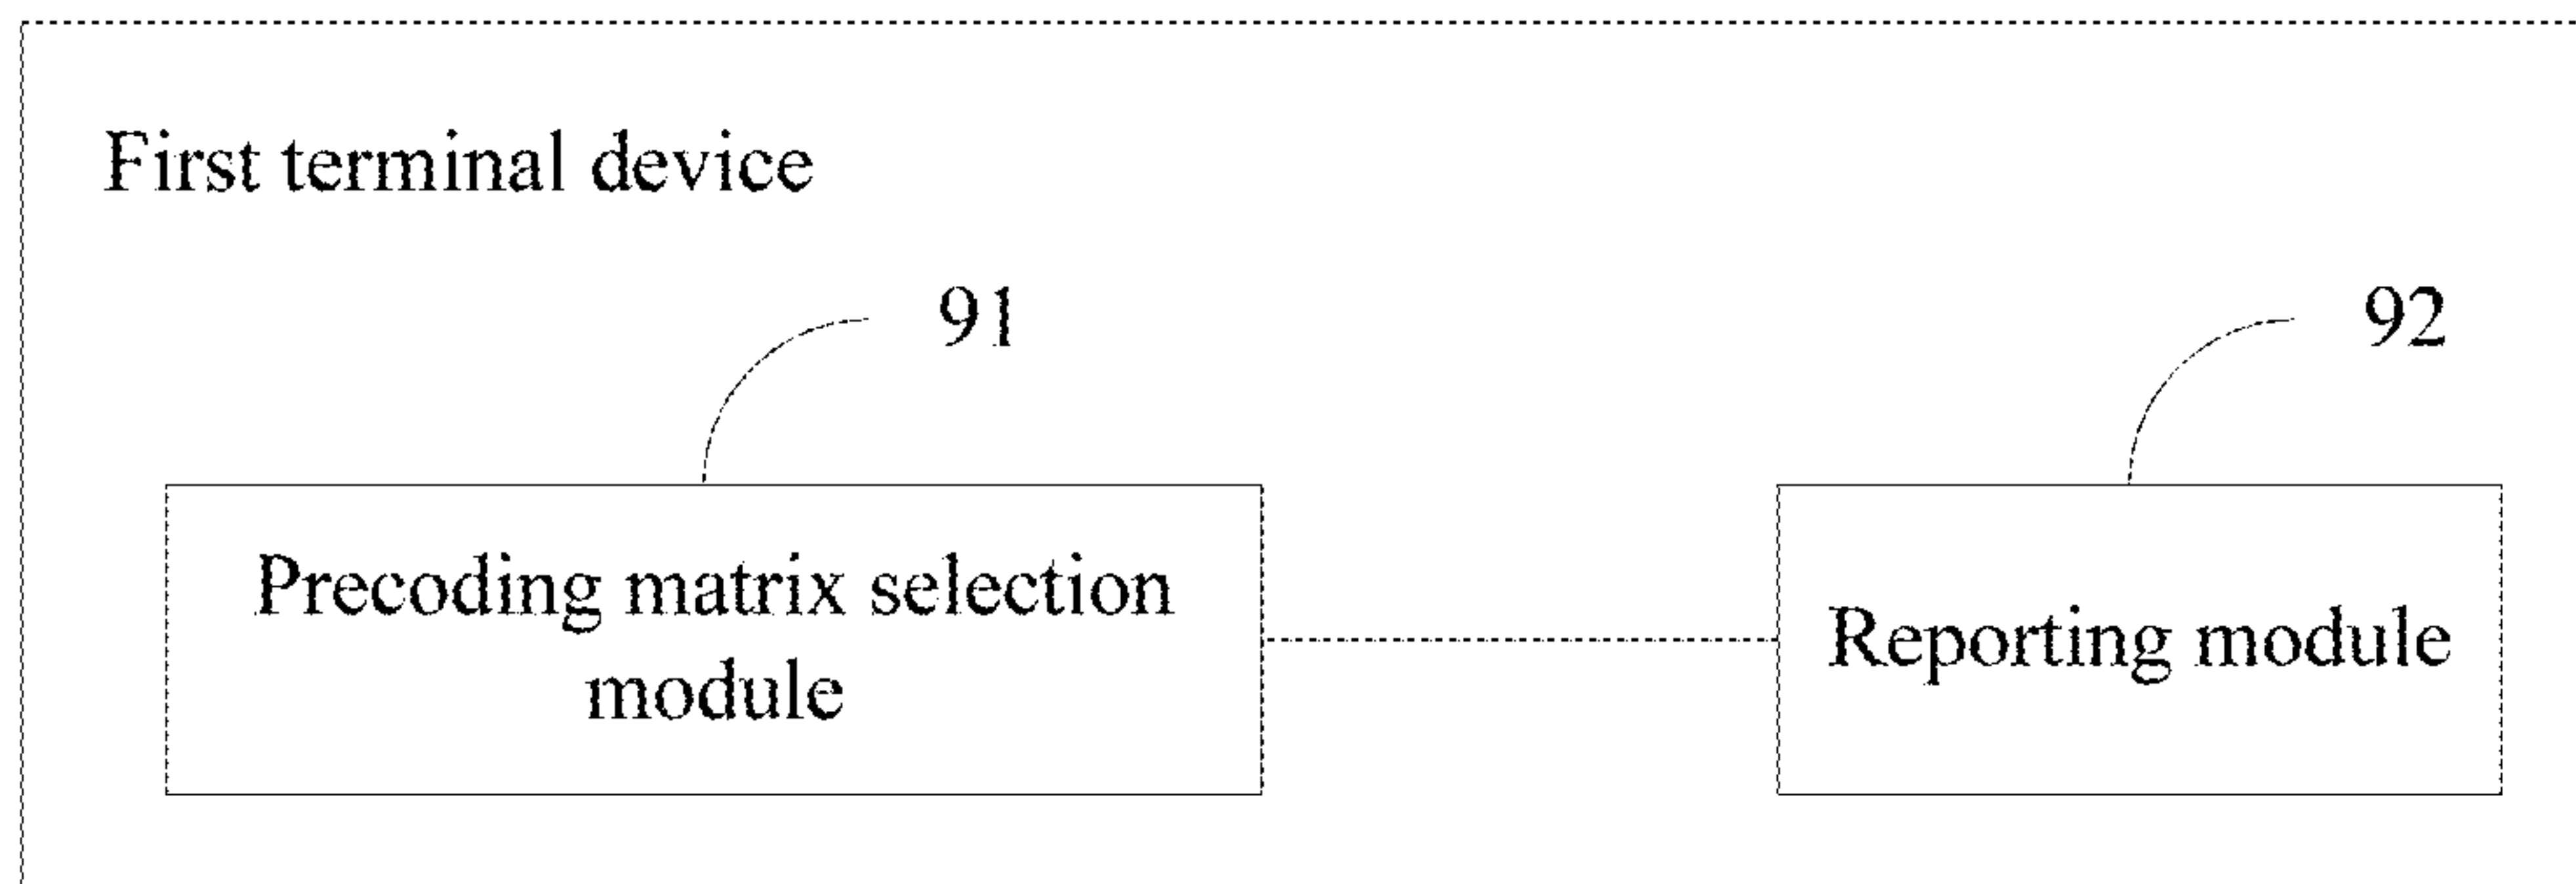 First terminal device
91
92
Precoding matrix selection
module
Reporting module